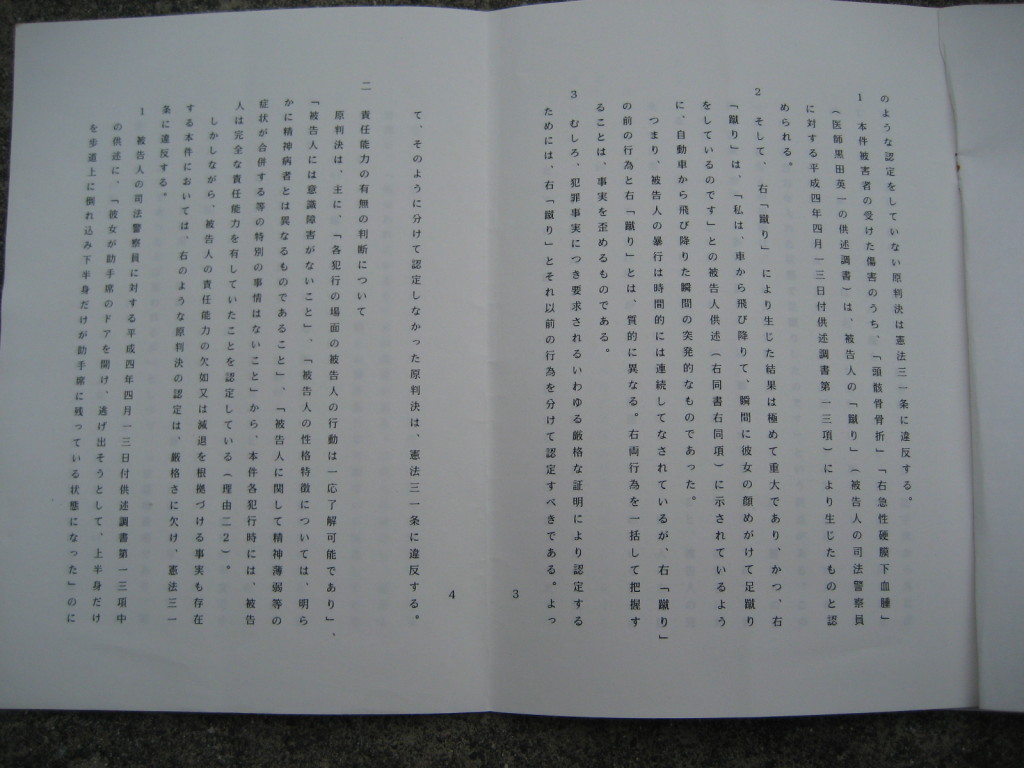 のような認定をしていない原判決は憲法三一条に違反する。
1　本件被害者の受けた傷害のうち、「頭骸骨骨折」「右急性硬膜下血腫」
（医師黒田英一の供述調書）は、被告人の「蹴り」（被告人の司法警察員
に対する平成四年四月一三日付供述調書第一三項）により生じたものと認
められる。
2　そして、右「蹴り」により生じた結果は極めて重大であり、かつ、右
「蹴り」は、「私は、車から飛び降りて、瞬間に彼女の顔めがけて足蹴り
をしているのです」との被告人供述（右同書右同項）に示されているよう
に、自動車から飛び降りた瞬間の突発的なものであった。
つまり、被告人の暴行は時間的には連続してなされているが、右「蹴り」
の前の行為と右「蹴り」とは、質的に異なる。右両行為を一括して把握す
ることは、事実を歪めるものである。
3　むしろ、犯罪事実につき要求されるいわゆる厳格な証明により認定する
ためには、右「蹴り」とそれ以前の行為を分けて認定すべきである。よっ
3
4
て、そのように分けて認定しなかった原判決は、憲法三一条に違反する。
二　責任能力の有無の判断について
原判決は、主に、「各犯行の場面の被告人の行動は一応了解可能であり」、
「被告人には意識障害がないこと」、「被告人の性格特徴については、明ら
かに精神病者とは異なるものであること」、「被告人に関して精神薄弱等の
症状が合併する等の特別の事情はないこと」から、本件各犯行時には、被告
人は完全な責任能力を有していたことを認定している（理由二２）。
しかしながら、被告人の責任能力の欠如又は減退を根拠づける事実も存在
する本件においては、右のような原判決の認定は、厳格さに欠け、憲法三一
条に違反する。
1　被告人の司法警察員に対する平成四年四月一三日付供述調書第一三項中
の供述に、「彼女が助手席のドアを開け、逃げ出そうとして、上半身だけ
を歩道上に倒れ込み下半身だけが助手席に残っている状態になった」のに